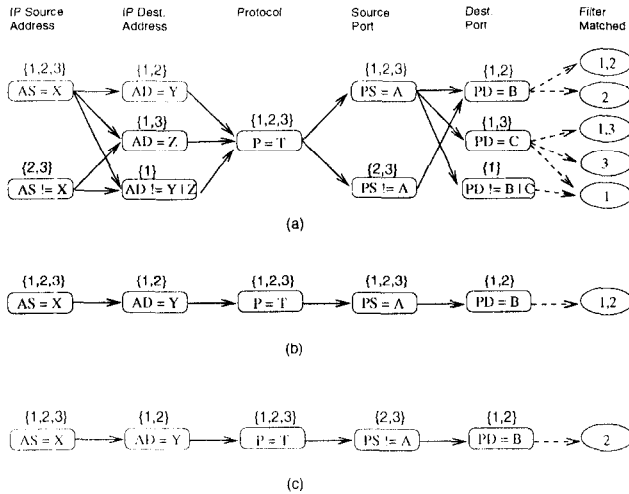 IP Source Address
IP Dest. Address
Protocol
Source Port
Dest. Port
Filter Matched
{1,2,3}
{1,2}
{1,2,3}
{1,2}
1,2
AS = X
AD = Y
PS = A
PD = B
2
{1,3}
{1,2,3}
{1,3}
1,3
AD = Z
P = T
PD = C
3
{2,3}
{1}
{2,3}
{1}
AS != X
AD != Y | Z
PS != A
PD != B | C
1
(a)
{1,2,3}
{1,2}
{1,2,3}
{1,2,3}
{1,2}
AS = X
AD = Y
P = T
PS = A
PD = B
1,2
(b)
{1,2,3}
{1,2}
{1,2,3}
{2,3}
{1,2}
AS = X
AD = Y
P = T
PS != A
PD = B
2
(c)